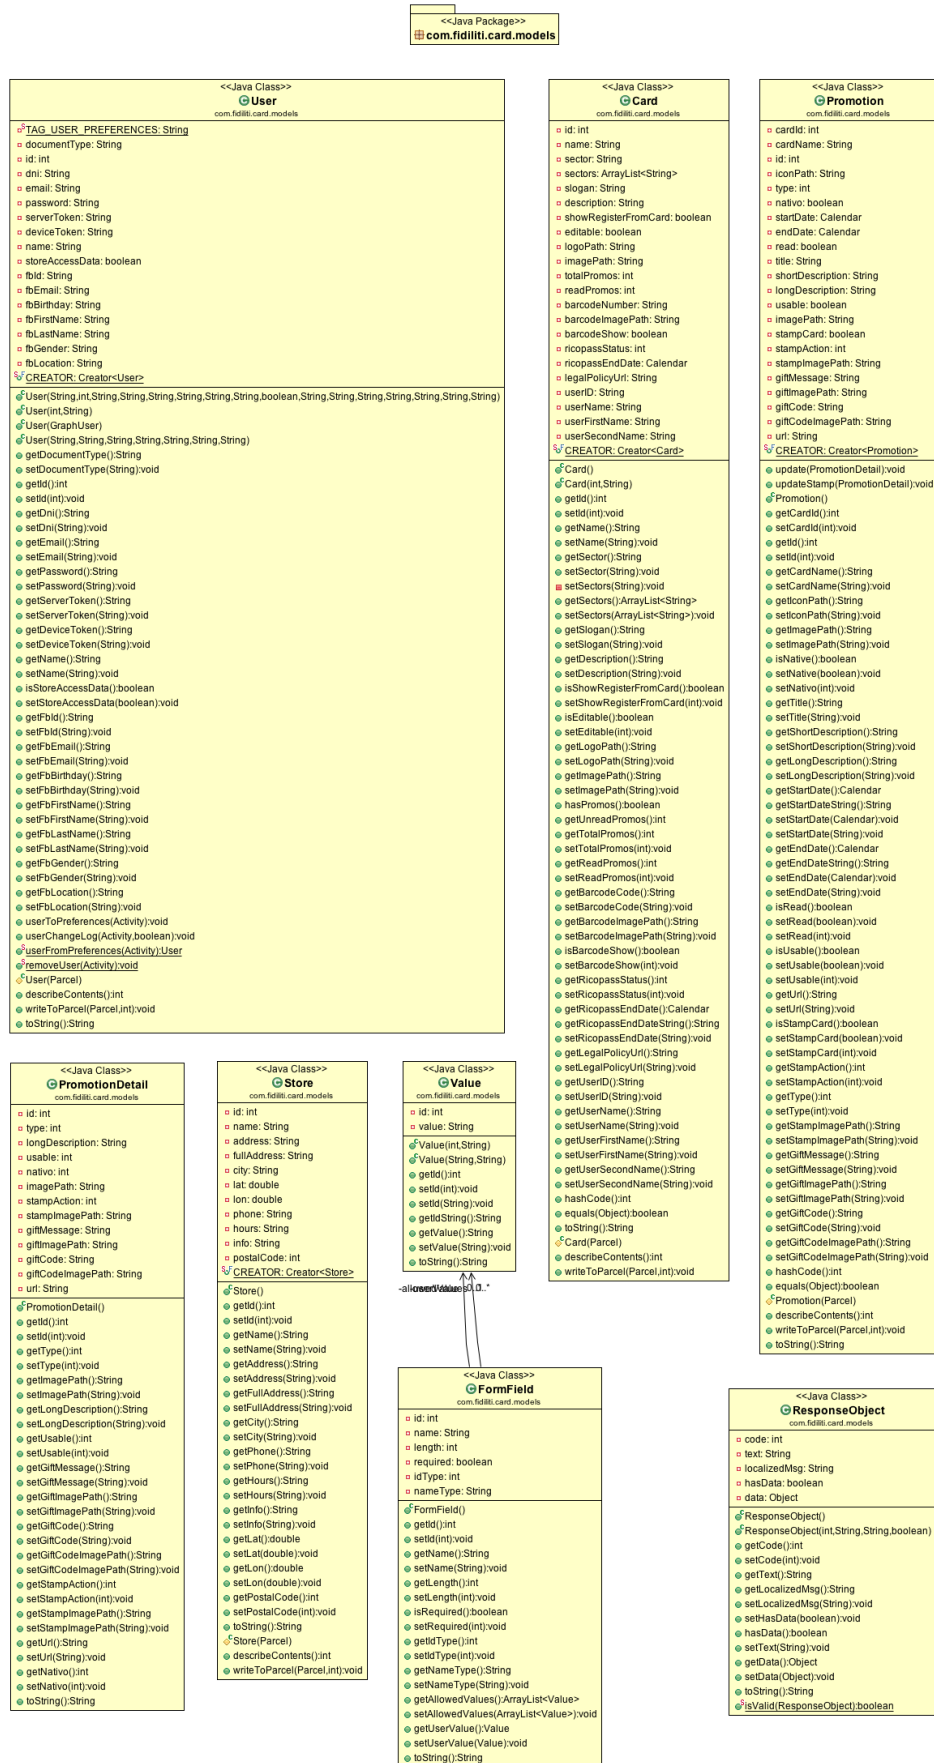 <<Java Package>>
com.fidiliti.card.models
<<Java Class>>
User
com.fidiliti.card.models
TAG_USER_PREFERENCES: String
documentType: String
id: int
dni: String
email: String
password: String
serverToken: String
deviceToken: String
name: String
storeAccessData: boolean
fbId: String
fbEmail: String
fbBirthday: String
fbFirstName: String
fbLastName: String
fbGender: String
fbLocation: String
CREATOR: Creator<User>
User(String,int,String,String,String,String,String,String,boolean,String,String,String,String,String,String,String)
User(int,String)
User(GraphUser)
User(String,String,String,String,String,String,String)
getDocumentType():String
setDocumentType(String):void
getId():int
setId(int):void
getDni():String
setDni(String):void
getEmail():String
setEmail(String):void
getPassword():String
setPassword(String):void
getServerToken():String
setServerToken(String):void
getDeviceToken():String
setDeviceToken(String):void
getName():String
setName(String):void
isStoreAccessData():boolean
setStoreAccessData(boolean):void
getFbId():String
setFbId(String):void
getFbEmail():String
setFbEmail(String):void
getFbBirthday():String
setFbBirthday(String):void
getFbFirstName():String
setFbFirstName(String):void
getFbLastName():String
setFbLastName(String):void
getFbGender():String
setFbGender(String):void
getFbLocation():String
setFbLocation(String):void
userToPreferences(Activity):void
userChangeLog(Activity,boolean):void
userFromPreferences(Activity):User
removeUser(Activity):void
User(Parcel)
describeContents():int
writeToParcel(Parcel,int):void
toString():String
<<Java Class>>
Card
com.fidiliti.card.models
id: int
name: String
sector: String
sectors: ArrayList<String>
slogan: String
description: String
showRegisterFromCard: boolean
editable: boolean
logoPath: String
imagePath: String
totalPromos: int
readPromos: int
barcodeNumber: String
barcodeImagePath: String
barcodeShow: boolean
ricopassStatus: int
ricopassEndDate: Calendar
legalPolicyUrl: String
userID: String
userName: String
userFirstName: String
userSecondName: String
CREATOR: Creator<Card>
Card()
Card(int,String)
getId():int
setId(int):void
getName():String
setName(String):void
getSector():String
setSector(String):void
setSectors(String):void
getSectors():ArrayList<String>
setSectors(ArrayList<String>):void
getSlogan():String
setSlogan(String):void
getDescription():String
setDescription(String):void
isShowRegisterFromCard():boolean
setShowRegisterFromCard(int):void
isEditable():boolean
setEditable(int):void
getLogoPath():String
setLogoPath(String):void
getImagePath():String
setImagePath(String):void
hasPromos():boolean
getUnreadPromos():int
getTotalPromos():int
setTotalPromos(int):void
getReadPromos():int
setReadPromos(int):void
getBarcodeCode():String
setBarcodeCode(String):void
getBarcodeImagePath():String
setBarcodeImagePath(String):void
isBarcodeShow():boolean
setBarcodeShow(int):void
getRicopassStatus():int
setRicopassStatus(int):void
getRicopassEndDate():Calendar
getRicopassEndDateString():String
setRicopassEndDate(String):void
getLegalPolicyUrl():String
setLegalPolicyUrl(String):void
getUserID():String
setUserID(String):void
getUserName():String
setUserName(String):void
getUserFirstName():String
setUserFirstName(String):void
getUserSecondName():String
setUserSecondName(String):void
hashCode():int
equals(Object):boolean
toString():String
Card(Parcel)
describeContents():int
writeToParcel(Parcel,int):void
<<Java Class>>
Promotion
com.fidiliti.card.models
cardId: int
cardName: String
id: int
iconPath: String
type: int
nativo: boolean
startDate: Calendar
endDate: Calendar
read: boolean
title: String
shortDescription: String
longDescription: String
usable: boolean
imagePath: String
stampCard: boolean
stampAction: int
stampImagePath: String
giftMessage: String
giftImagePath: String
giftCode: String
giftCodeImagePath: String
url: String
CREATOR: Creator<Promotion>
update(PromotionDetail):void
updateStamp(PromotionDetail):void
Promotion()
getCardId():int
setCardId(int):void
getId():int
setId(int):void
getCardName():String
setCardName(String):void
getIconPath():String
setIconPath(String):void
getImagePath():String
setImagePath(String):void
isNative():boolean
setNative(boolean):void
setNativo(int):void
getTitle():String
setTitle(String):void
getShortDescription():String
setShortDescription(String):void
getLongDescription():String
setLongDescription(String):void
getStartDate():Calendar
getStartDateString():String
setStartDate(Calendar):void
setStartDate(String):void
getEndDate():Calendar
getEndDateString():String
setEndDate(Calendar):void
setEndDate(String):void
isRead():boolean
setRead(boolean):void
setRead(int):void
isUsable():boolean
setUsable(boolean):void
setUsable(int):void
getUrl():String
setUrl(String):void
isStampCard():boolean
setStampCard(boolean):void
setStampCard(int):void
getStampAction():int
setStampAction(int):void
getType():int
setType(int):void
getStampImagePath():String
setStampImagePath(String):void
getGiftMessage():String
setGiftMessage(String):void
getGiftImagePath():String
setGiftImagePath(String):void
getGiftCode():String
setGiftCode(String):void
getGiftCodeImagePath():String
setGiftCodeImagePath(String):void
hashCode():int
equals(Object):boolean
Promotion(Parcel)
describeContents():int
writeToParcel(Parcel,int):void
toString():String
<<Java Class>>
PromotionDetail
com.fidiliti.card.models
id: int
type: int
longDescription: String
usable: int
nativo: int
imagePath: String
stampAction: int
stampImagePath: String
giftMessage: String
giftImagePath: String
giftCode: String
giftCodeImagePath: String
url: String
PromotionDetail()
getId():int
setId(int):void
getType():int
setType(int):void
getImagePath():String
setImagePath(String):void
getLongDescription():String
setLongDescription(String):void
getUsable():int
setUsable(int):void
getGiftMessage():String
setGiftMessage(String):void
getGiftImagePath():String
setGiftImagePath(String):void
getGiftCode():String
setGiftCode(String):void
getGiftCodeImagePath():String
setGiftCodeImagePath(String):void
getStampAction():int
setStampAction(int):void
getStampImagePath():String
setStampImagePath(String):void
getUrl():String
setUrl(String):void
getNativo():int
setNativo(int):void
toString():String
<<Java Class>>
Store
com.fidiliti.card.models
id: int
name: String
address: String
fullAddress: String
city: String
lat: double
lon: double
phone: String
hours: String
info: String
postalCode: int
CREATOR: Creator<Store>
Store()
getId():int
setId(int):void
getName():String
setName(String):void
getAddress():String
setAddress(String):void
getFullAddress():String
setFullAddress(String):void
getCity():String
setCity(String):void
getPhone():String
setPhone(String):void
getHours():String
setHours(String):void
getInfo():String
setInfo(String):void
getLat():double
setLat(double):void
getLon():double
setLon(double):void
getPostalCode():int
setPostalCode(int):void
toString():String
Store(Parcel)
describeContents():int
writeToParcel(Parcel,int):void
<<Java Class>>
Value
com.fidiliti.card.models
id: int
value: String
Value(int,String)
Value(String,String)
getId():int
setId(int):void
setId(String):void
getIdString():String
getValue():String
setValue(String):void
toString():String
<<Java Class>>
FormField
com.fidiliti.card.models
id: int
name: String
length: int
required: boolean
idType: int
nameType: String
FormField()
getId():int
setId(int):void
getName():String
setName(String):void
getLength():int
setLength(int):void
isRequired():boolean
setRequired(int):void
getIdType():int
setIdType(int):void
getNameType():String
setNameType(String):void
getAllowedValues():ArrayList<Value>
setAllowedValues(ArrayList<Value>):void
getUserValue():Value
setUserValue(Value):void
toString():String
<<Java Class>>
ResponseObject
com.fidiliti.card.models
code: int
text: String
localizedMsg: String
hasData: boolean
data: Object
ResponseObject()
ResponseObject(int,String,String,boolean)
getCode():int
setCode(int):void
getText():String
getLocalizedMsg():String
setLocalizedMsg(String):void
setHasData(boolean):void
hasData():boolean
setText(String):void
getData():Object
setData(Object):void
toString():String
isValid(ResponseObject):boolean